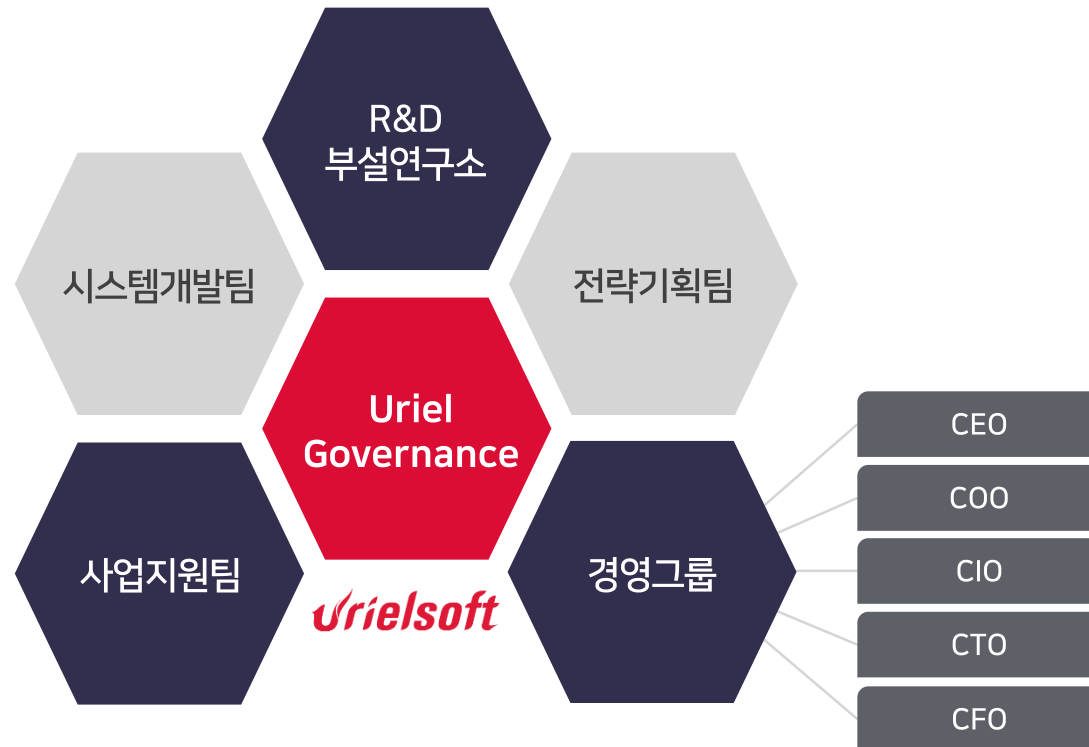 R&D
부설연구소
시스템개발팀
전략기획팀
Uriel
Governance
사업지원팀
경영그룹
urielsoft
CEO
COO
CIO
CTO
CFO